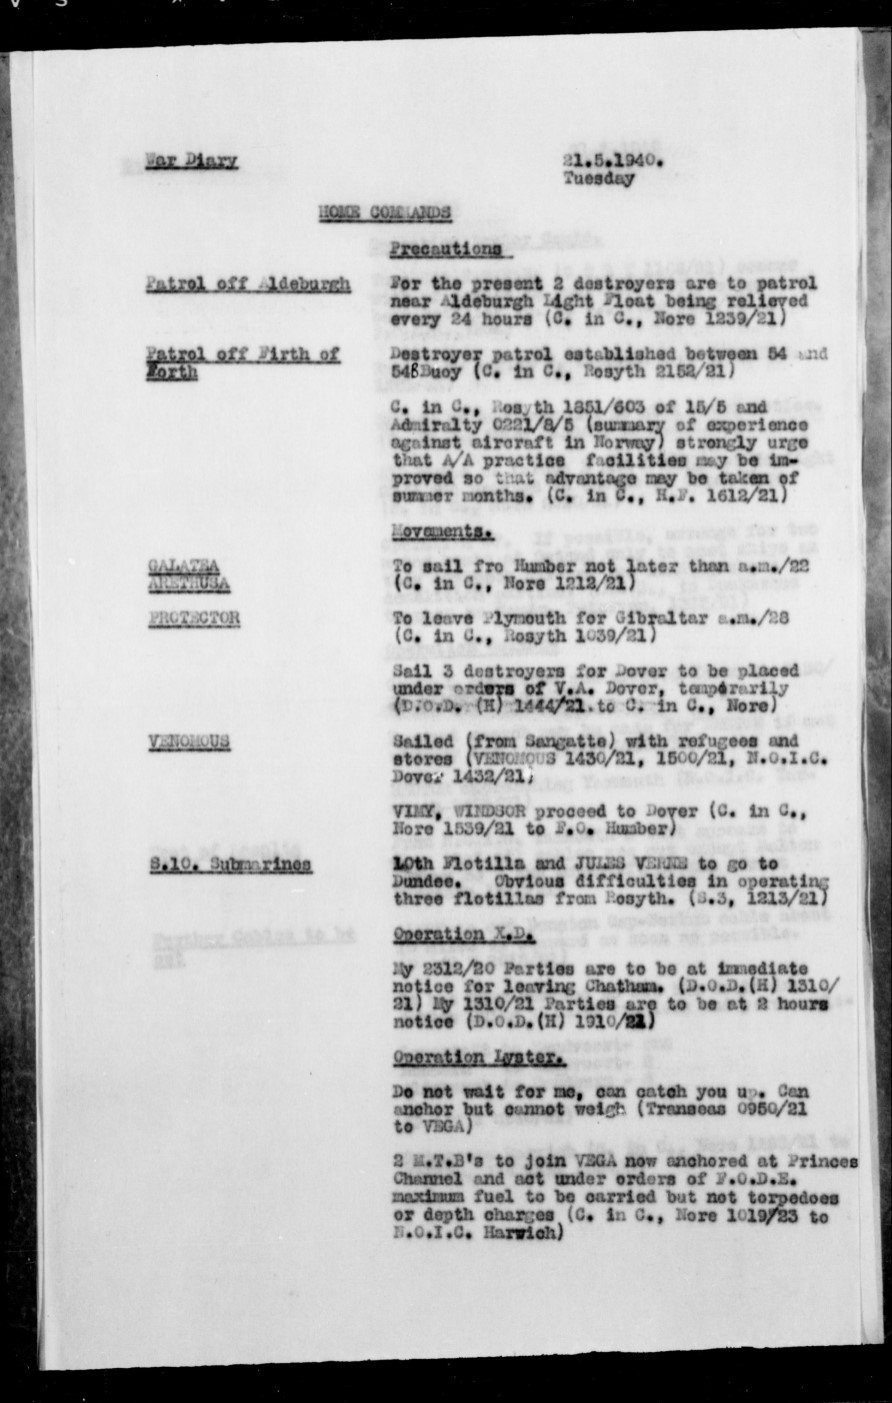 War Diary
21.5.1940.
Tuesday
HOME COMMANDS
Precautions
Patrol off Aldeburgh
For the present 2 destroyers are to patrol
near Aldeburgh Light Float being relieved
every 24 hours (C. in C., Nore 1239/21)
Patrol off Firth of
Forth
Destroyer patrol established between 54 and
54B Buoy (C. in C., Rosyth 2152/21)
C. in C., Rosyth 1851/603 of 15/5 and
Admiralty 0221/8/5 (summary of experience
against aircraft in Norway) strongly urge
that A/A practice facilities may be im-
proved so that advantage may be taken of
summer months. (C. in C., H.F. 1612/21)
Movements.
GALATEA
ARETHUSA
To sail fro Humber not later than a.m./22
(C. in C., Nore 1212/21)
PROTECTOR
To leave Plymouth for Gibraltar a.m./28
(C. in C., Rosyth 1039/21)
Sail 3 destroyers for Dover to be placed
under orders of V.A. Dover, temporarily
(D.O.D. (H) 1444/21.to C. in C., Nore)
VENOMOUS
Sailed (from Sangatte) with refugees and
stores (VENOMOUS 1430/21, 1500/21, N.O.I.C.
Dover 1432/21)
VIMY, WINDSOR proceed to Dover (C. in C.,
Nore 1539/21 to F.O. Humber)
S.10. Submarines
10th Flotilla and JULES VERNE to go to
Dundee. Obvious difficulties in operating
three flotillas from Rosyth. (S.3, 1213/21)
Operation X.D.
My 2312/20 Parties are to be at immediate
notice for leaving Chatham. (D.O.D.(H) 1310/
21) My 1310/21 Parties are to be at 2 hours
notice (D.O.D.(H) 1910/21)
Operation Lyster.
Do not wait for me, can catch you up. Can
anchor but cannot weigh (Transeas 0950/21
to VEGA)
2 M.T.B's to join VEGA now anchored at Princes
Channel and act under orders of F.O.D.E.
maximum fuel to be carried but not torpedoes
or depth charges (C. in C., Nore 1019/23 to
N.O.I.C. Harwich)